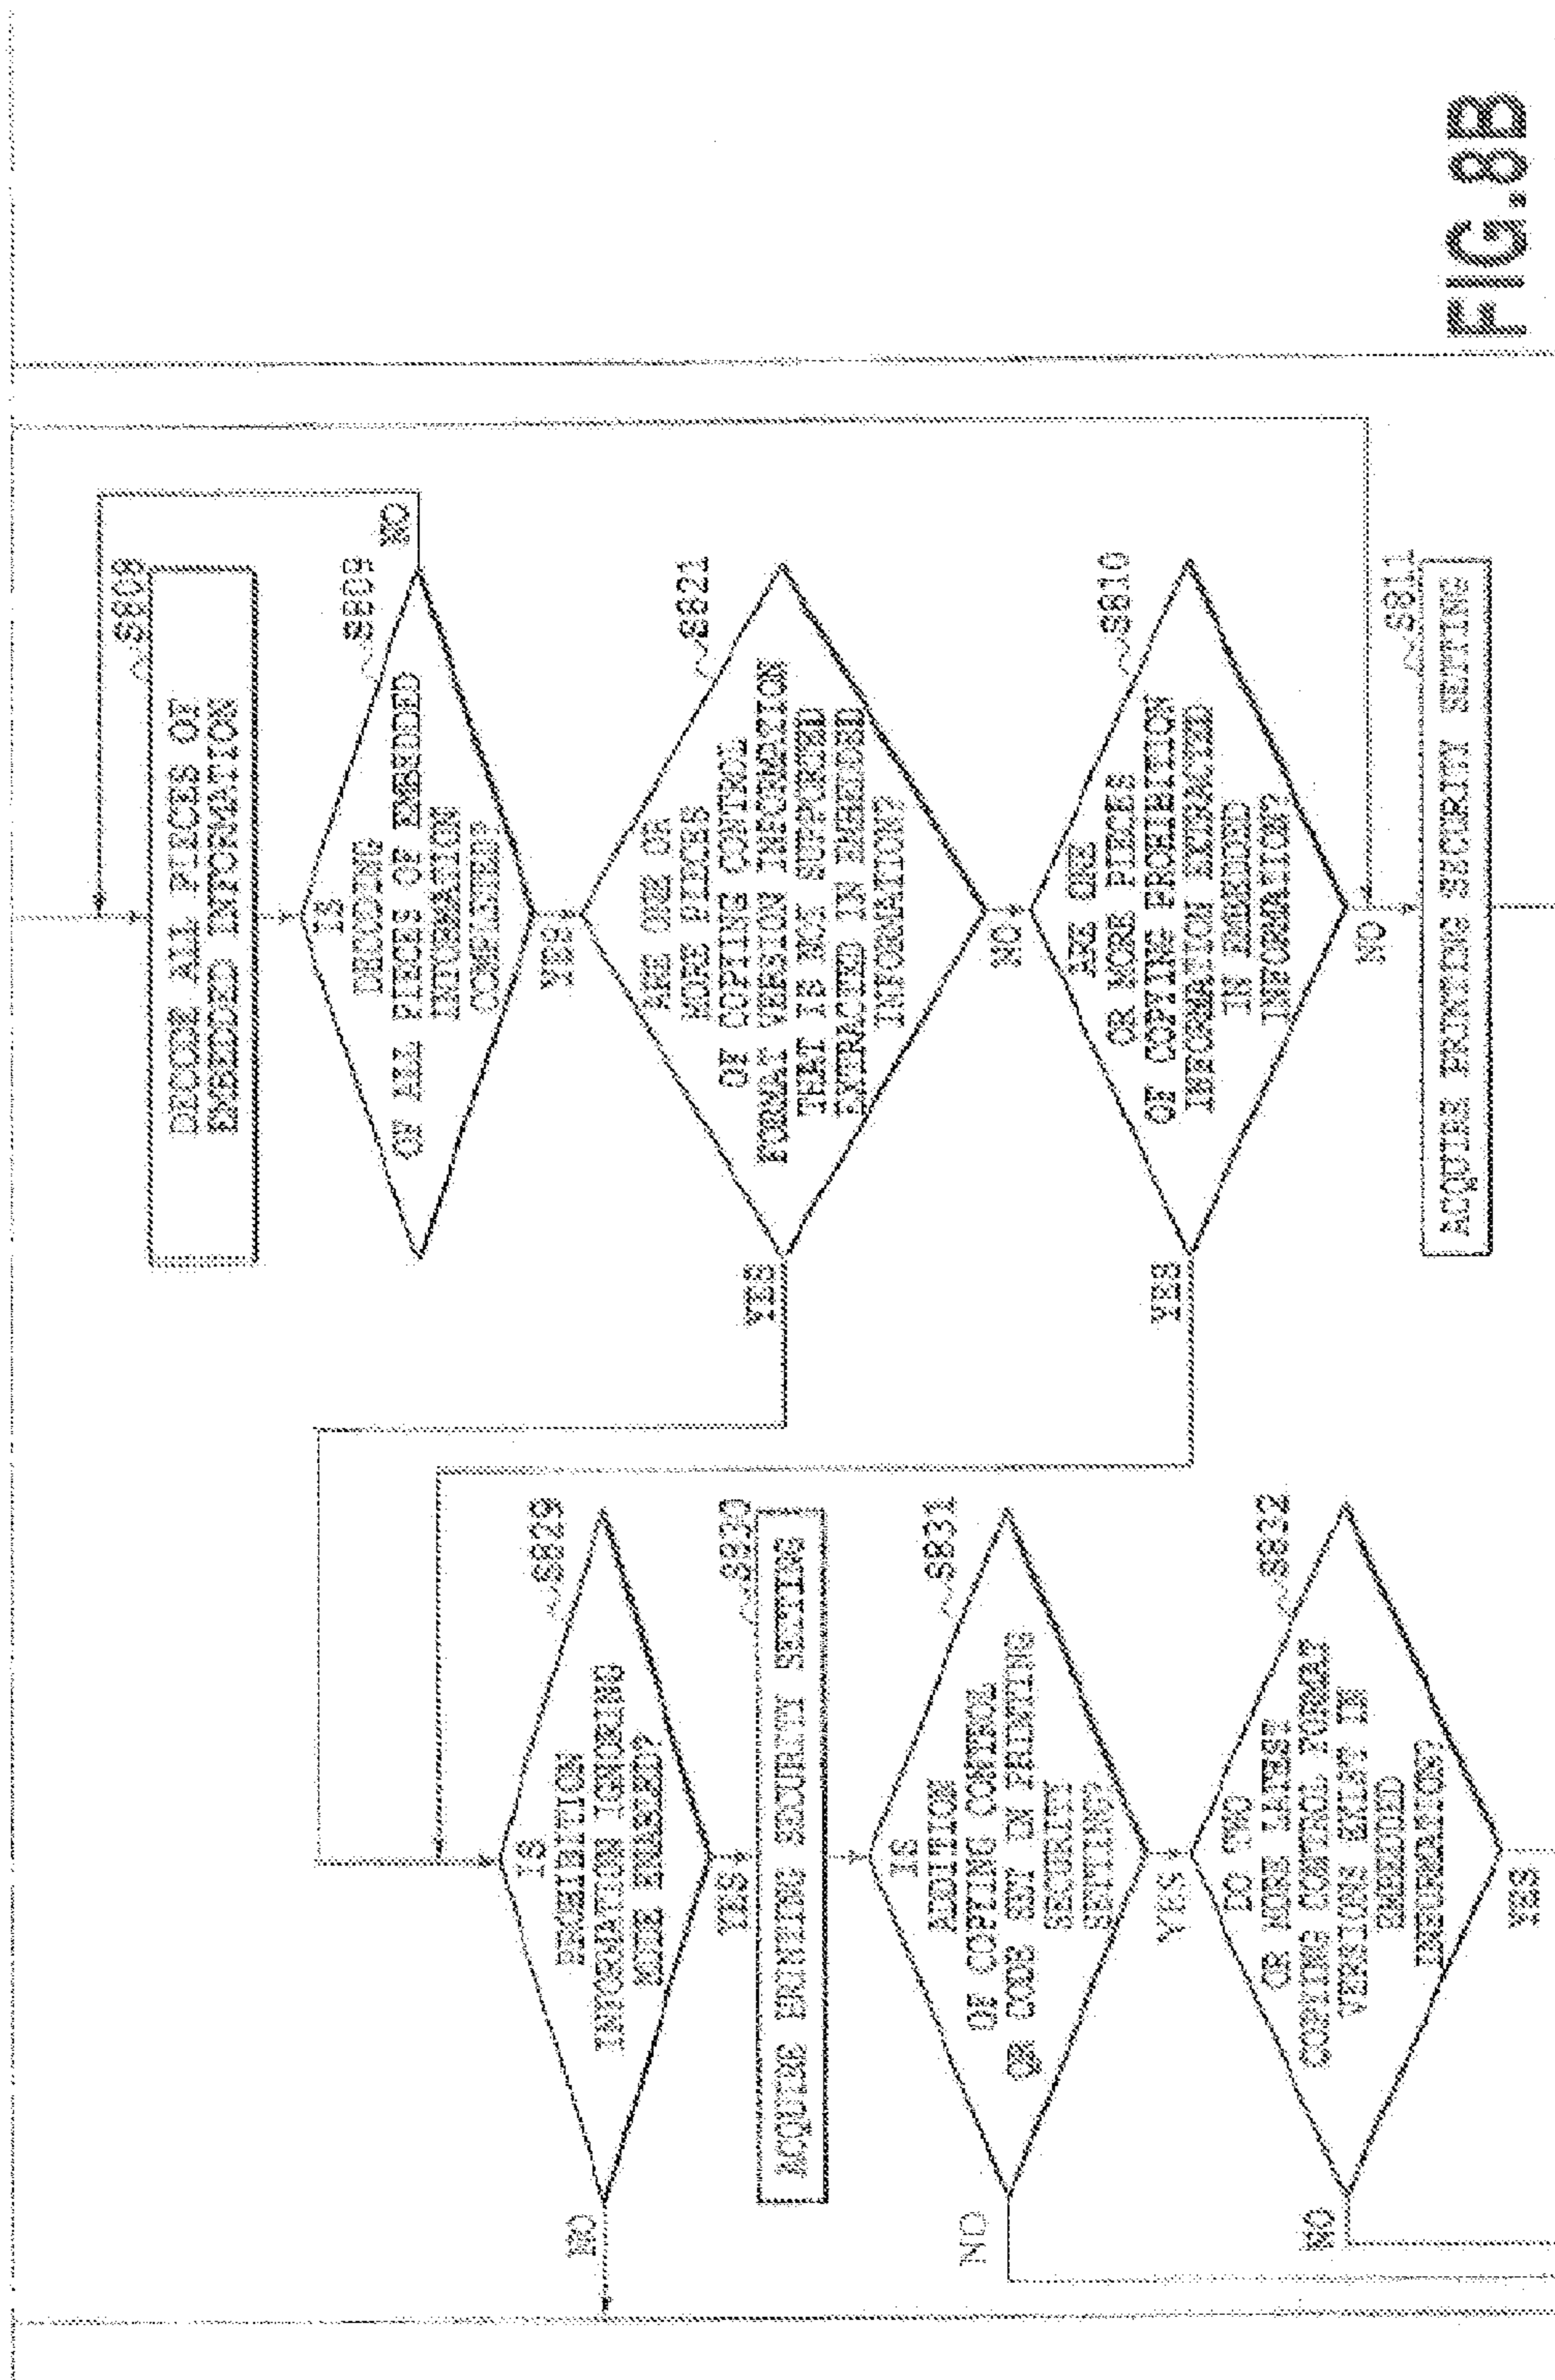 S808
DECODE ALL PIECES OF
EMBEDDED INFORMATION
S809
IS
DECODING
OF ALL PIECES OF EMBEDDED
INFORMATION
COMPLETED?
NO
YES
S821
ARE ONE OR
MORE PIECES
OF COPYING CONTROL
FORMAT VERSION INFORMATION
THAT IS NOT SUPPORTED
EXTRACTED IN EMBEDDED
INFORMATION?
YES
NO
S810
ARE ONE
OR MORE PIECES
OF COPYING PROHIBITION
INFORMATION EXTRACTED
IN EMBEDDED
INFORMATION?
YES
NO
S811
ACQUIRE PRINTING SECURITY SETTING
S829
IS
PROHIBITION
INFORMATION IGNORING
MODE ENABLED?
NO
YES
S830
ACQUIRE PRINTING SECURITY SETTING
S831
IS
ADDITION
OF COPYING CONTROL
QR CODE SET IN PRINTING
SECURITY
SETTING?
NO
YES
S832
DO TWO
OR MORE LATEST
COPYING CONTROL FORMAT
VERSIONS EXIST IN
EMBEDDED
INFORMATION?
NO
YES
FIG.8B